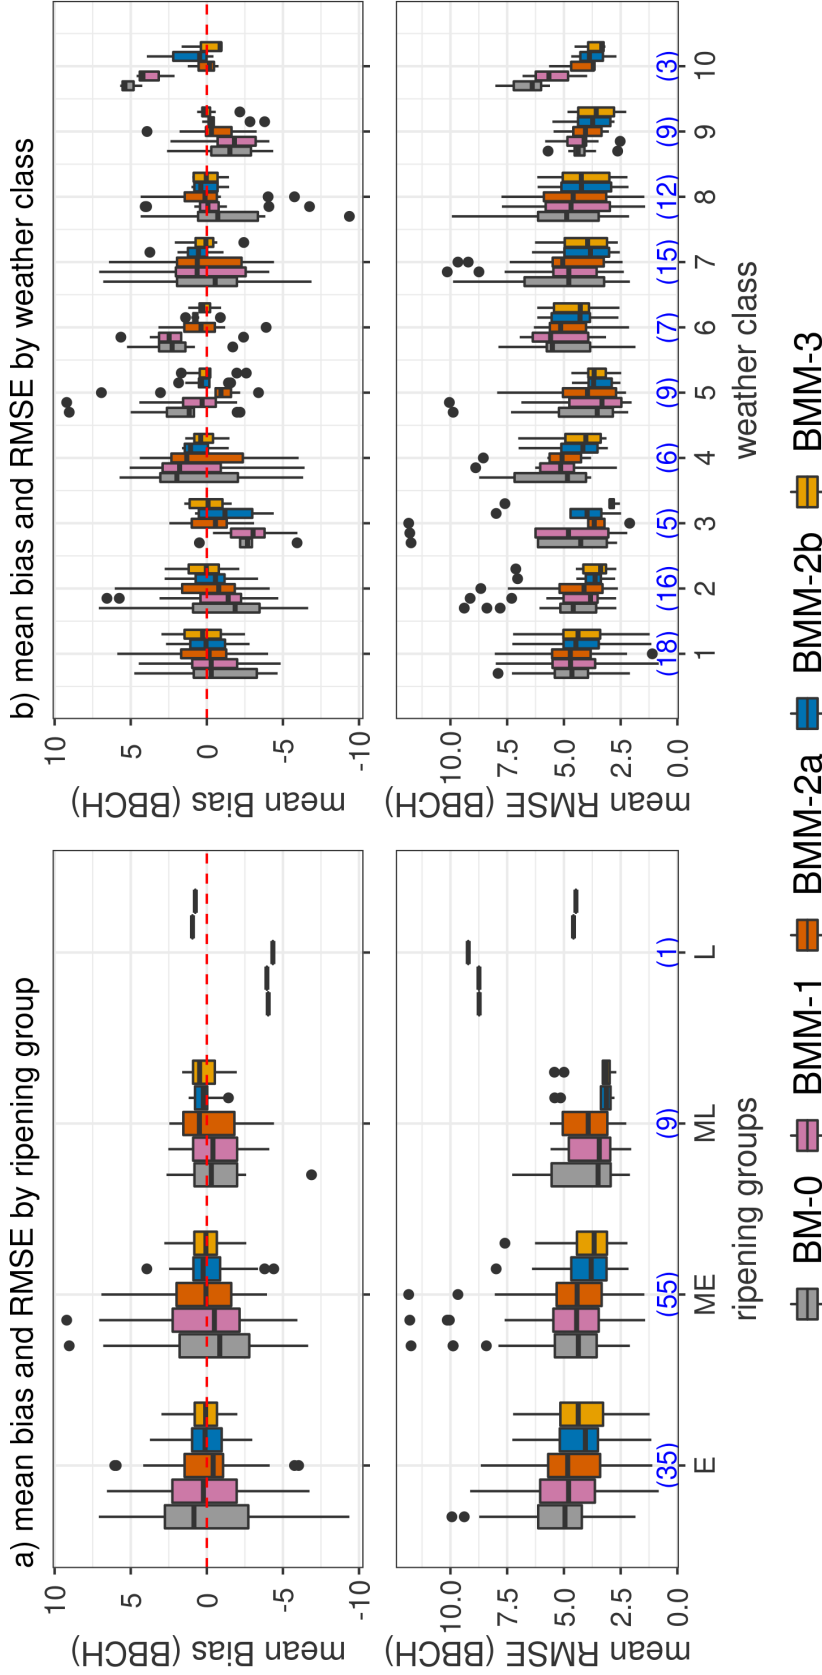 a) mean bias and RMSE by ripening group
mean Bias (BBCH)
10
5
0
-5
-10
mean RMSE (BBCH)
10.0
7.5
5.0
2.5
0.0
(35) (55) (9) (1)
E ME ML L
ripening groups
b) mean bias and RMSE by weather class
mean Bias (BBCH)
10
5
0
-5
-10
mean RMSE (BBCH)
10.0
7.5
5.0
2.5
0.0
(18) (16) (5) (6) (9) (7) (15) (12) (9) (3)
1 2 3 4 5 6 7 8 9 10
weather class
BM-0 BMM-1 BMM-2a BMM-2b BMM-3